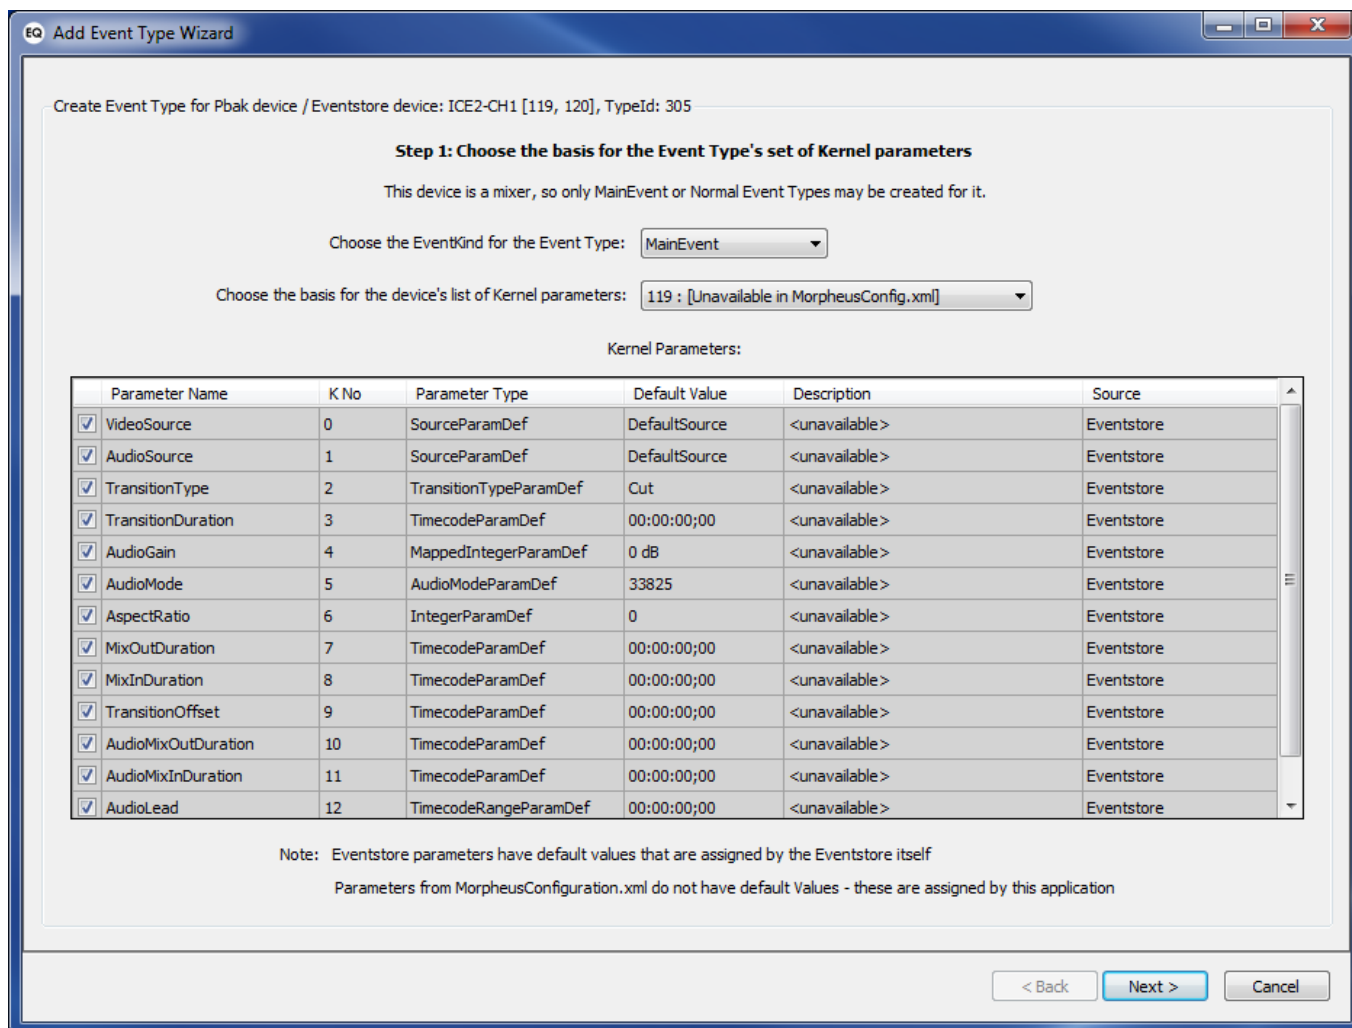 EQ Add Event Type Wizard
Create Event Type for Pbak device / Eventstore device: ICE2-CH1 [119, 120], TypeId: 305
Step 1: Choose the basis for the Event Type's set of Kernel parameters
This device is a mixer, so only MainEvent or Normal Event Types may be created for it.
Choose the EventKind for the Event Type: MainEvent
Choose the basis for the device's list of Kernel parameters: 119 : [Unavailable in MorpheusConfig.xml]
Kernel Parameters:
Parameter Name K No Parameter Type Default Value Description Source
VideoSource 0 SourceParamDef DefaultSource <unavailable> Eventstore
AudioSource 1 SourceParamDef DefaultSource <unavailable> Eventstore
TransitionType 2 TransitionTypeParamDef Cut <unavailable> Eventstore
TransitionDuration 3 TimecodeParamDef 00:00:00;00 <unavailable> Eventstore
AudioGain 4 MappedIntegerParamDef 0 dB <unavailable> Eventstore
AudioMode 5 AudioModeParamDef 33825 <unavailable> Eventstore
AspectRatio 6 IntegerParamDef 0 <unavailable> Eventstore
MixOutDuration 7 TimecodeParamDef 00:00:00;00 <unavailable> Eventstore
MixInDuration 8 TimecodeParamDef 00:00:00;00 <unavailable> Eventstore
TransitionOffset 9 TimecodeParamDef 00:00:00;00 <unavailable> Eventstore
AudioMixOutDuration 10 TimecodeParamDef 00:00:00;00 <unavailable> Eventstore
AudioMixInDuration 11 TimecodeParamDef 00:00:00;00 <unavailable> Eventstore
AudioLead 12 TimecodeRangeParamDef 00:00:00;00 <unavailable> Eventstore
Note: Eventstore parameters have default values that are assigned by the Eventstore itself
Parameters from MorpheusConfiguration.xml do not have default Values - these are assigned by this application
< Back Next > Cancel